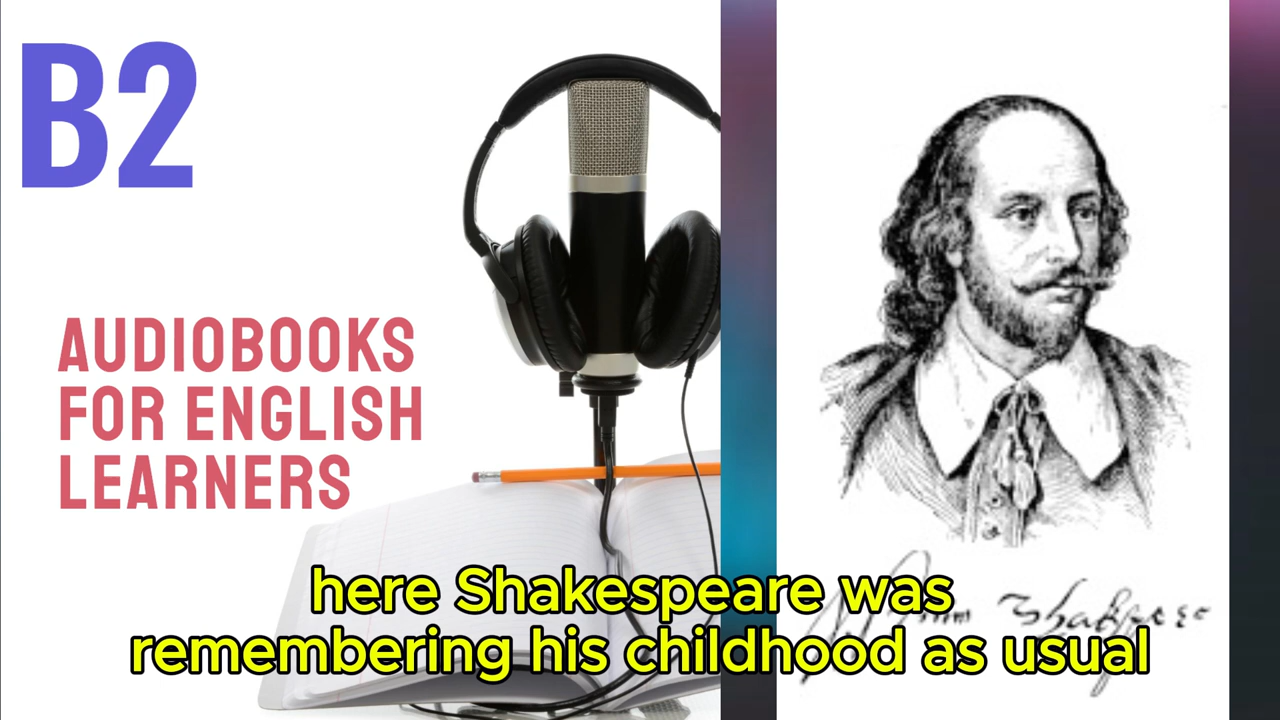 B2
AUDIOBOOKS
FOR ENGLISH
LEARNERS
here Shakespeare was
remembering his childhood as usual